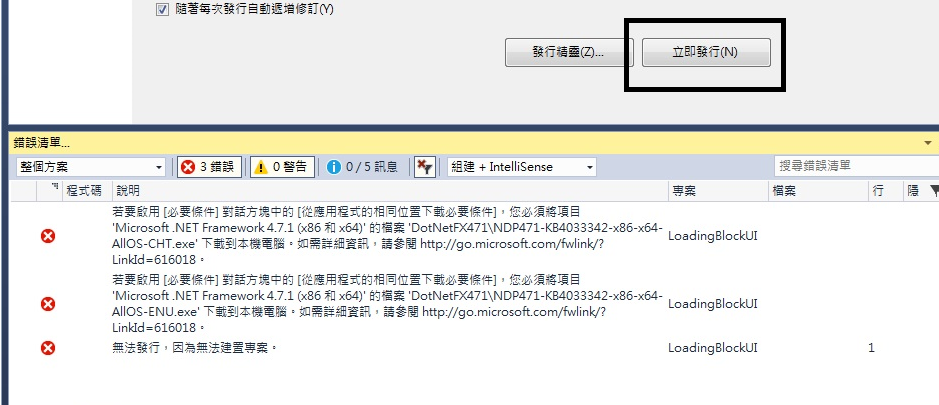 隨著每次發行自動遞增修訂(Y)
發行精靈(Z)... 立即發行(N)
錯誤清單...
整個方案 3 錯誤 0 警告 0 / 5 訊息 組建 + IntelliSense 搜尋錯誤清單
程式碼 說明 專案 檔案 行 隱
若要啟用 [必要條件] 對話方塊中的 [從應用程式的相同位置下載必要條件]，您必須將項目
'Microsoft .NET Framework 4.7.1 (x86 和 x64)' 的檔案 'DotNetFX471\NDP471-KB4033342-x86-x64-
AllOS-CHT.exe' 下載到本機電腦。如需詳細資訊，請參閱 http://go.microsoft.com/fwlink/?
LinkId=616018。
LoadingBlockUI
若要啟用 [必要條件] 對話方塊中的 [從應用程式的相同位置下載必要條件]，您必須將項目
'Microsoft .NET Framework 4.7.1 (x86 和 x64)' 的檔案 'DotNetFX471\NDP471-KB4033342-x86-x64-
AllOS-ENU.exe' 下載到本機電腦。如需詳細資訊，請參閱 http://go.microsoft.com/fwlink/?
LinkId=616018。
LoadingBlockUI
無法發行，因為無法建置專案。 LoadingBlockUI 1